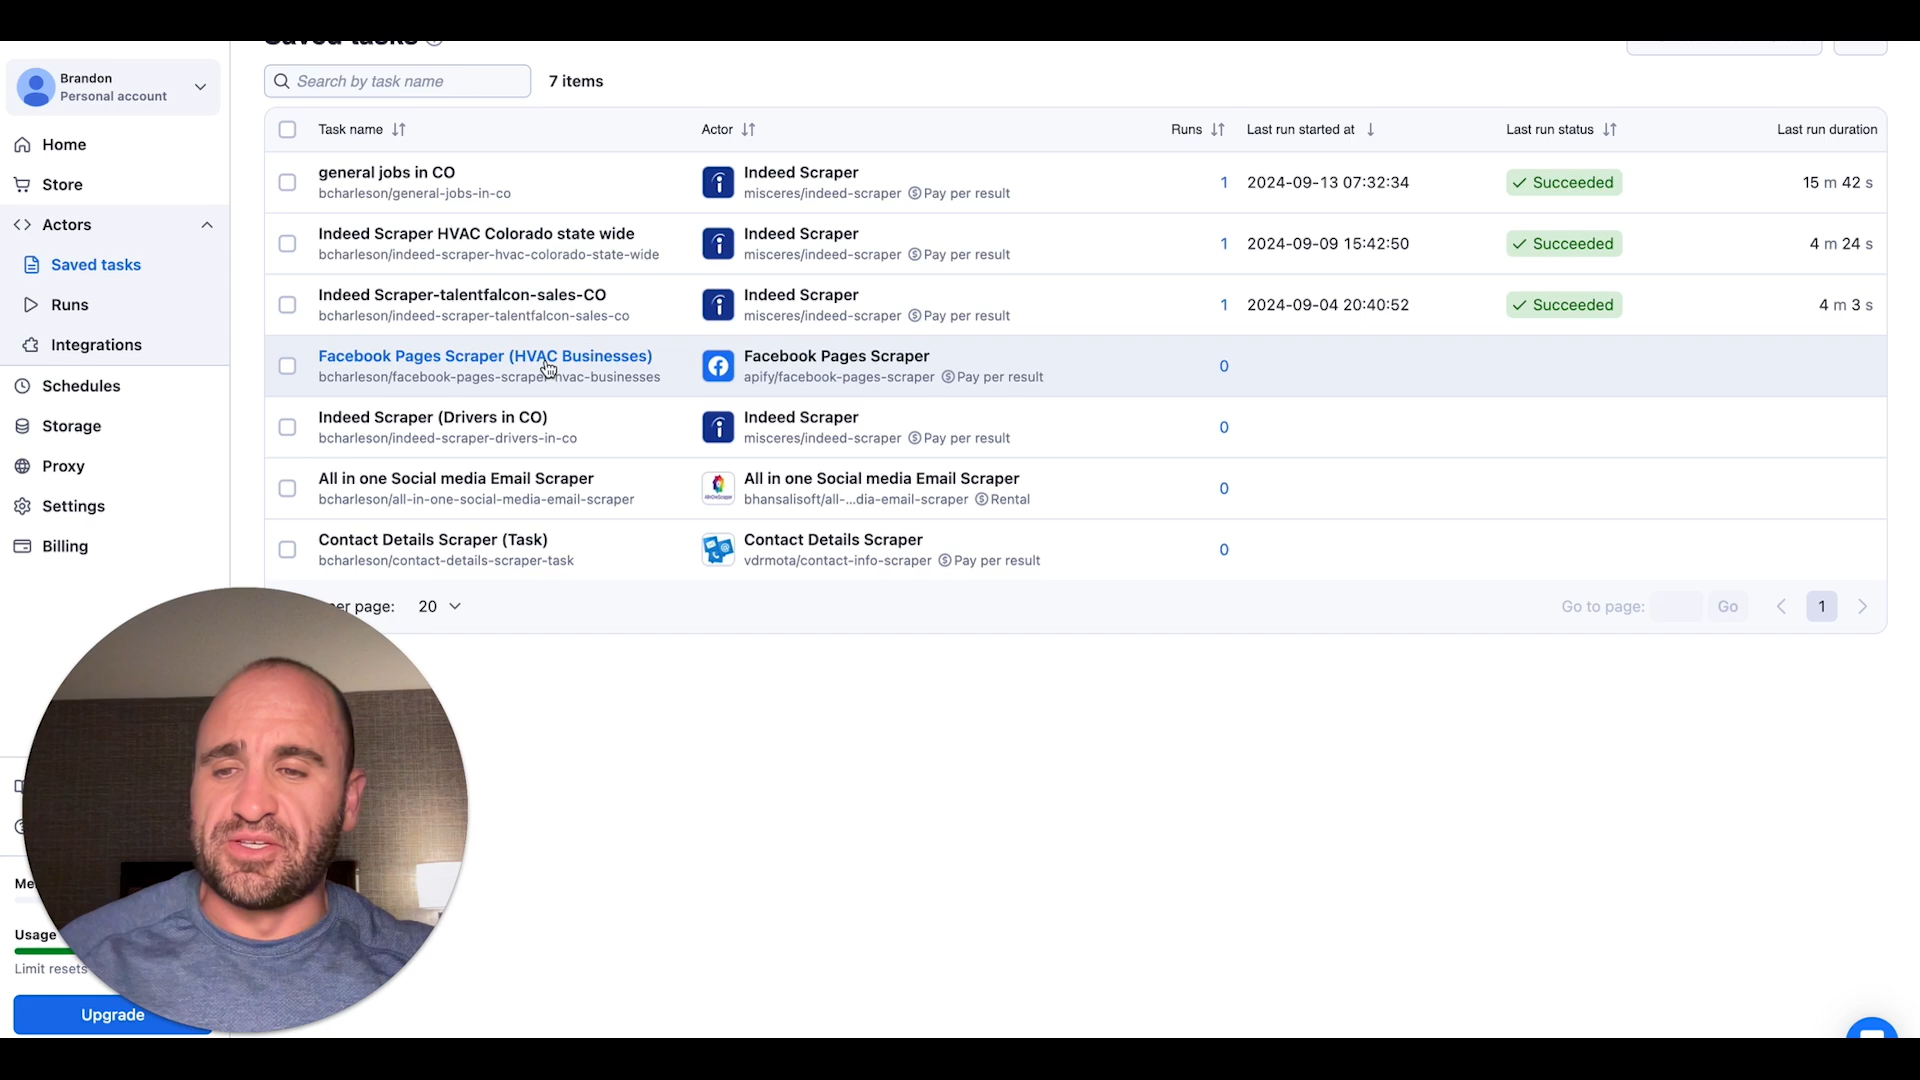 Saved tasks
Brandon
Personal account
Home
Store
Actors
Saved tasks
Runs
Integrations
Schedules
Storage
Proxy
Settings
Billing
Usage
Limit resets
Upgrade
Search by task name
7 items
Task name Actor Runs Last run started at Last run status Last run duration
general jobs in CO
bcharleson/general-jobs-in-co
Indeed Scraper
misceres/indeed-scraper Pay per result
1 2024-09-13 07:32:34 Succeeded 15 m 42 s
Indeed Scraper HVAC Colorado state wide
bcharleson/indeed-scraper-hvac-colorado-state-wide
Indeed Scraper
misceres/indeed-scraper Pay per result
1 2024-09-09 15:42:50 Succeeded 4 m 24 s
Indeed Scraper-talentfalcon-sales-CO
bcharleson/indeed-scraper-talentfalcon-sales-co
Indeed Scraper
misceres/indeed-scraper Pay per result
1 2024-09-04 20:40:52 Succeeded 4 m 3 s
Facebook Pages Scraper (HVAC Businesses)
bcharleson/facebook-pages-scraper-hvac-businesses
Facebook Pages Scraper
apify/facebook-pages-scraper Pay per result
0
Indeed Scraper (Drivers in CO)
bcharleson/indeed-scraper-drivers-in-co
Indeed Scraper
misceres/indeed-scraper Pay per result
0
All in one Social media Email Scraper
bcharleson/all-in-one-social-media-email-scraper
All in one Social media Email Scraper
bhansalisoft/all-...dia-email-scraper Rental
0
Contact Details Scraper (Task)
bcharleson/contact-details-scraper-task
Contact Details Scraper
vdrmota/contact-info-scraper Pay per result
0
per page: 20
Go to page: Go 1